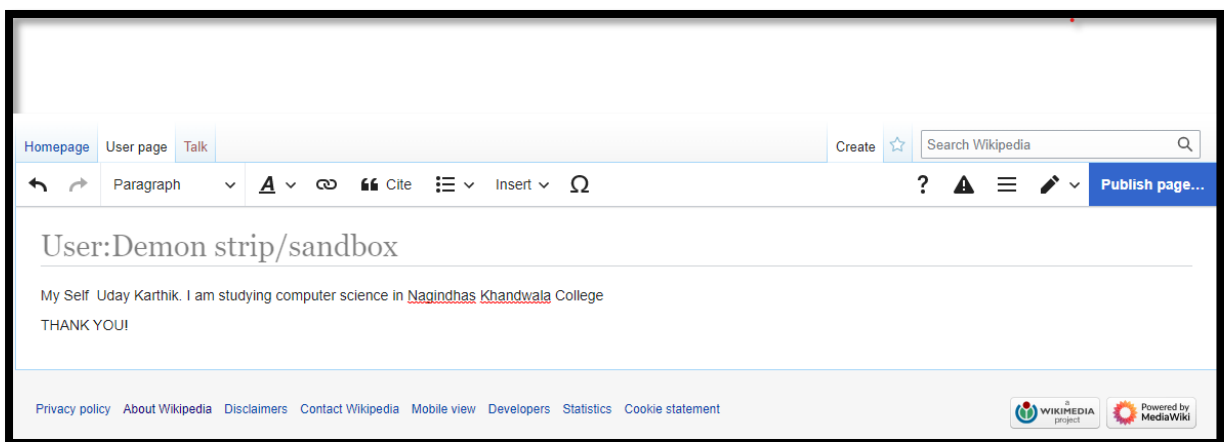 Homepage User page Talk Create Search Wikipedia
Paragraph A Cite Insert Ω ? Publish page...
User:Demon strip/sandbox
My Self Uday Karthik. I am studying computer science in Nagindhas Khandwala College
THANK YOU!
Privacy policy About Wikipedia Disclaimers Contact Wikipedia Mobile view Developers Statistics Cookie statement
a WIKIMEDIA project Powered by MediaWiki